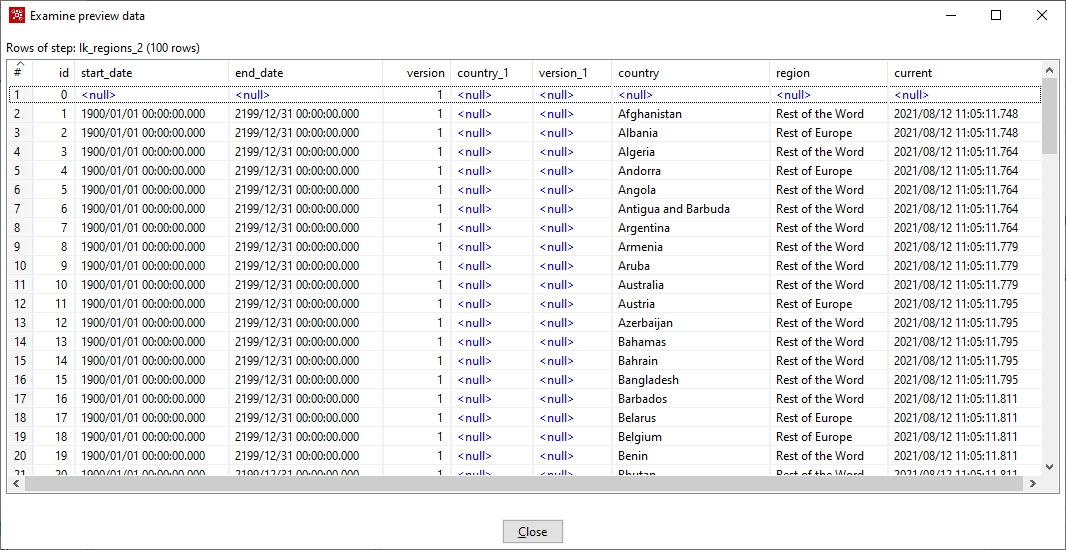 Examine preview data
Rows of step: lk_regions_2 (100 rows)
# id start_date end_date version country_1 version_1 country region current
1 0 <null> <null> 1 <null> <null> <null> <null> <null>
2 1 1900/01/01 00:00:00.000 2199/12/31 00:00:00.000 1 <null> <null> Afghanistan Rest of the Word 2021/08/12 11:05:11.748
3 2 1900/01/01 00:00:00.000 2199/12/31 00:00:00.000 1 <null> <null> Albania Rest of Europe 2021/08/12 11:05:11.748
4 3 1900/01/01 00:00:00.000 2199/12/31 00:00:00.000 1 <null> <null> Algeria Rest of the Word 2021/08/12 11:05:11.764
5 4 1900/01/01 00:00:00.000 2199/12/31 00:00:00.000 1 <null> <null> Andorra Rest of Europe 2021/08/12 11:05:11.764
6 5 1900/01/01 00:00:00.000 2199/12/31 00:00:00.000 1 <null> <null> Angola Rest of the Word 2021/08/12 11:05:11.764
7 6 1900/01/01 00:00:00.000 2199/12/31 00:00:00.000 1 <null> <null> Antigua and Barbuda Rest of the Word 2021/08/12 11:05:11.764
8 7 1900/01/01 00:00:00.000 2199/12/31 00:00:00.000 1 <null> <null> Argentina Rest of the Word 2021/08/12 11:05:11.764
9 8 1900/01/01 00:00:00.000 2199/12/31 00:00:00.000 1 <null> <null> Armenia Rest of the Word 2021/08/12 11:05:11.779
10 9 1900/01/01 00:00:00.000 2199/12/31 00:00:00.000 1 <null> <null> Aruba Rest of the Word 2021/08/12 11:05:11.779
11 10 1900/01/01 00:00:00.000 2199/12/31 00:00:00.000 1 <null> <null> Australia Rest of the Word 2021/08/12 11:05:11.779
12 11 1900/01/01 00:00:00.000 2199/12/31 00:00:00.000 1 <null> <null> Austria Rest of Europe 2021/08/12 11:05:11.795
13 12 1900/01/01 00:00:00.000 2199/12/31 00:00:00.000 1 <null> <null> Azerbaijan Rest of the Word 2021/08/12 11:05:11.795
14 13 1900/01/01 00:00:00.000 2199/12/31 00:00:00.000 1 <null> <null> Bahamas Rest of the Word 2021/08/12 11:05:11.795
15 14 1900/01/01 00:00:00.000 2199/12/31 00:00:00.000 1 <null> <null> Bahrain Rest of the Word 2021/08/12 11:05:11.795
16 15 1900/01/01 00:00:00.000 2199/12/31 00:00:00.000 1 <null> <null> Bangladesh Rest of the Word 2021/08/12 11:05:11.795
17 16 1900/01/01 00:00:00.000 2199/12/31 00:00:00.000 1 <null> <null> Barbados Rest of the Word 2021/08/12 11:05:11.811
18 17 1900/01/01 00:00:00.000 2199/12/31 00:00:00.000 1 <null> <null> Belarus Rest of Europe 2021/08/12 11:05:11.811
19 18 1900/01/01 00:00:00.000 2199/12/31 00:00:00.000 1 <null> <null> Belgium Rest of Europe 2021/08/12 11:05:11.811
20 19 1900/01/01 00:00:00.000 2199/12/31 00:00:00.000 1 <null> <null> Benin Rest of the Word 2021/08/12 11:05:11.811
21 20 1900/01/01 00:00:00.000 2199/12/31 00:00:00.000 1 <null> <null> Bhutan Rest of the Word 2021/08/12 11:05:11.811
Close